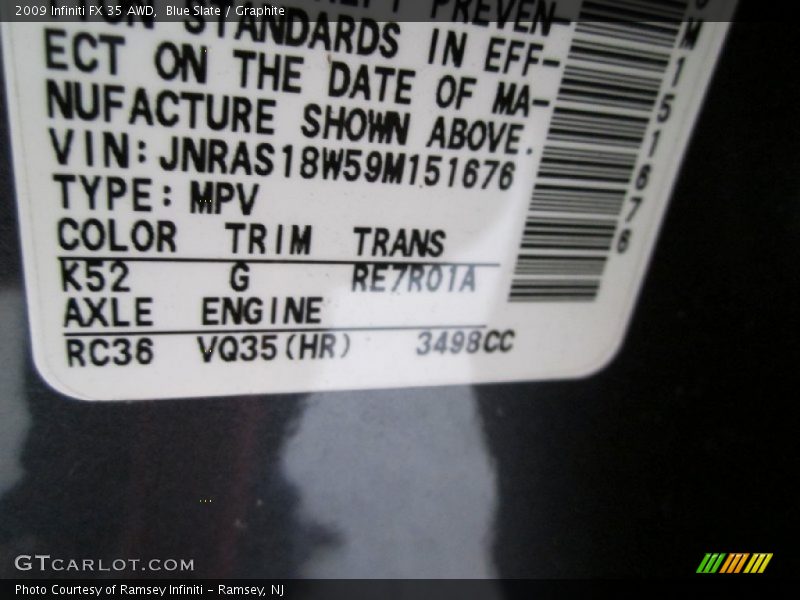 2009 Infiniti FX 35 AWD, Blue Slate / Graphite
PREVEN-
STANDARDS IN EFF-
ECT ON THE DATE OF MA-
NUFACTURE SHOWN ABOVE.
VIN: JNRAS18W59M151676
TYPE: MPV
COLOR TRIM TRANS
K52 G RE7R01A
AXLE ENGINE
RC36 VQ35(HR) 3498CC
M151676
GTCARLOT.COM
Photo Courtesy of Ramsey Infiniti - Ramsey, NJ